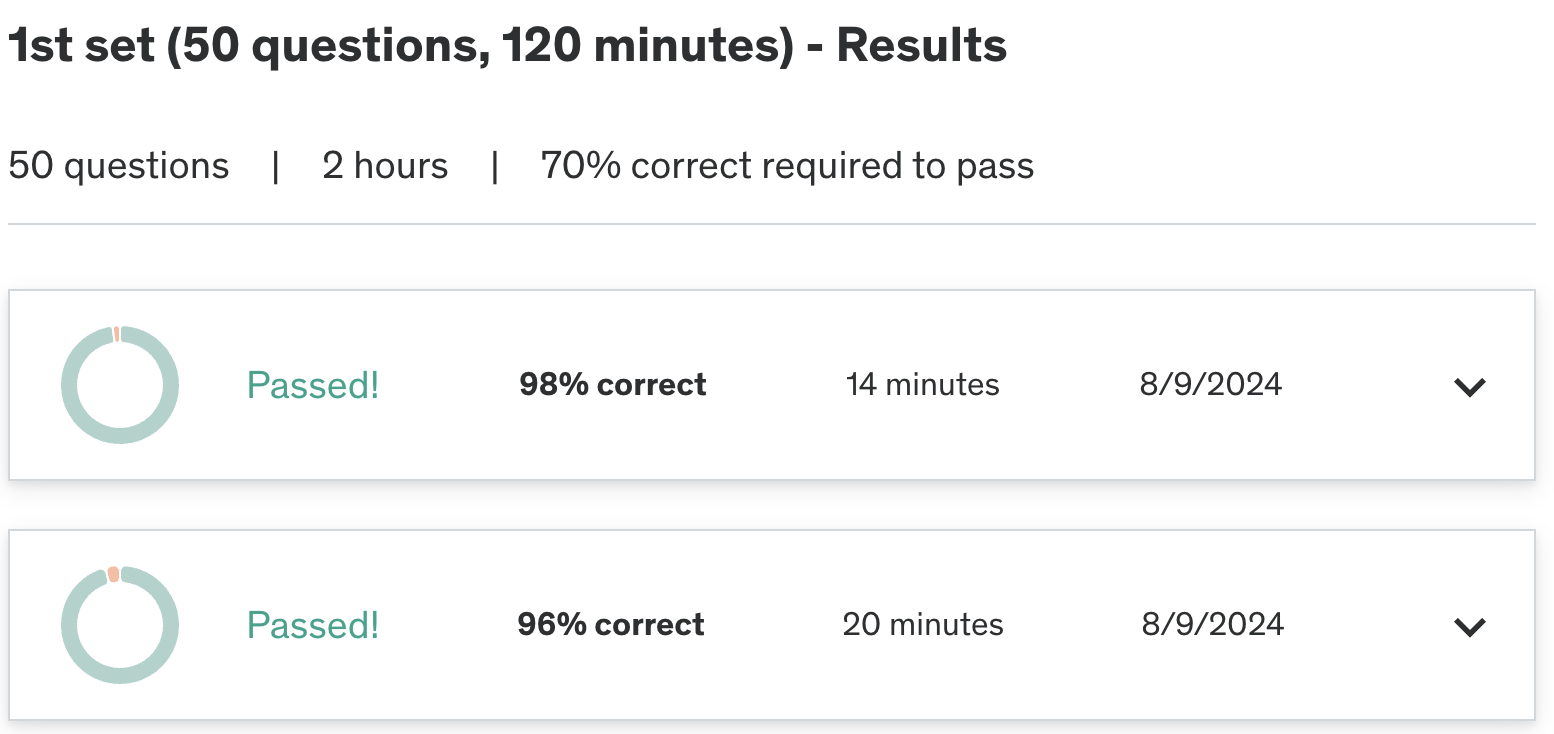 1st set (50 questions, 120 minutes) - Results
50 questions | 2 hours | 70% correct required to pass
Passed! 98% correct 14 minutes 8/9/2024
Passed! 96% correct 20 minutes 8/9/2024